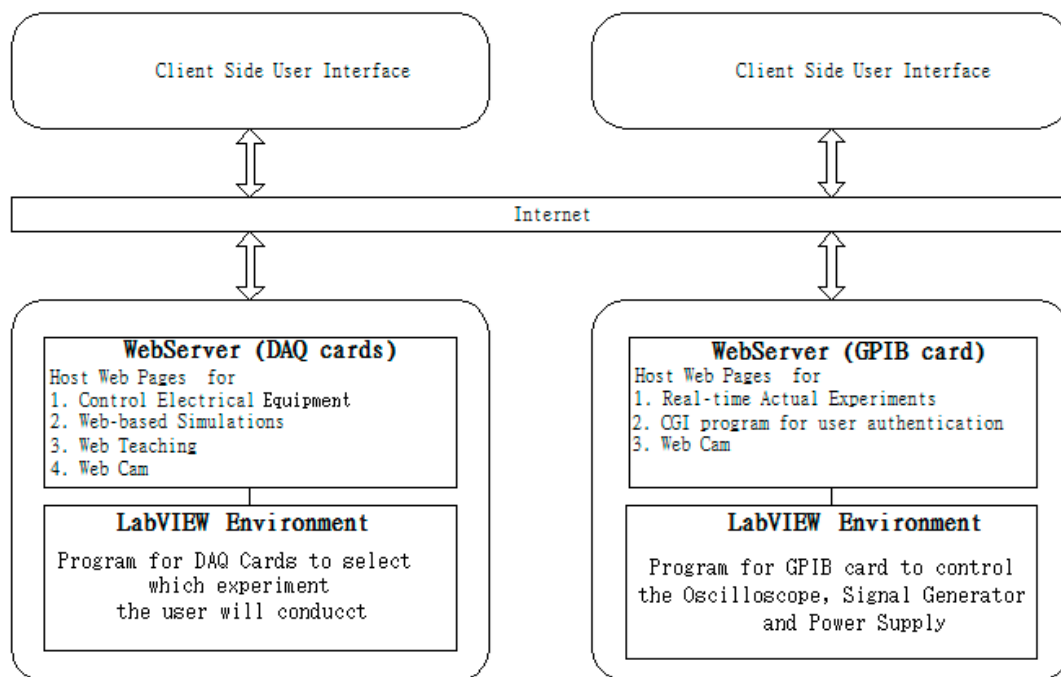 Client Side User Interface
Client Side User Interface
Internet
WebServer (DAQ cards)
Host Web Pages for
1. Control Electrical Equipment
2. Web-based Simulations
3. Web Teaching
4. Web Cam
LabVIEW Environment
Program for DAQ Cards to select
which experiment
the user will conducct
WebServer (GPIB card)
Host Web Pages for
1. Real-time Actual Experiments
2. CGI program for user authentication
3. Web Cam
LabVIEW Environment
Program for GPIB card to control
the Oscilloscope, Signal Generator
and Power Supply